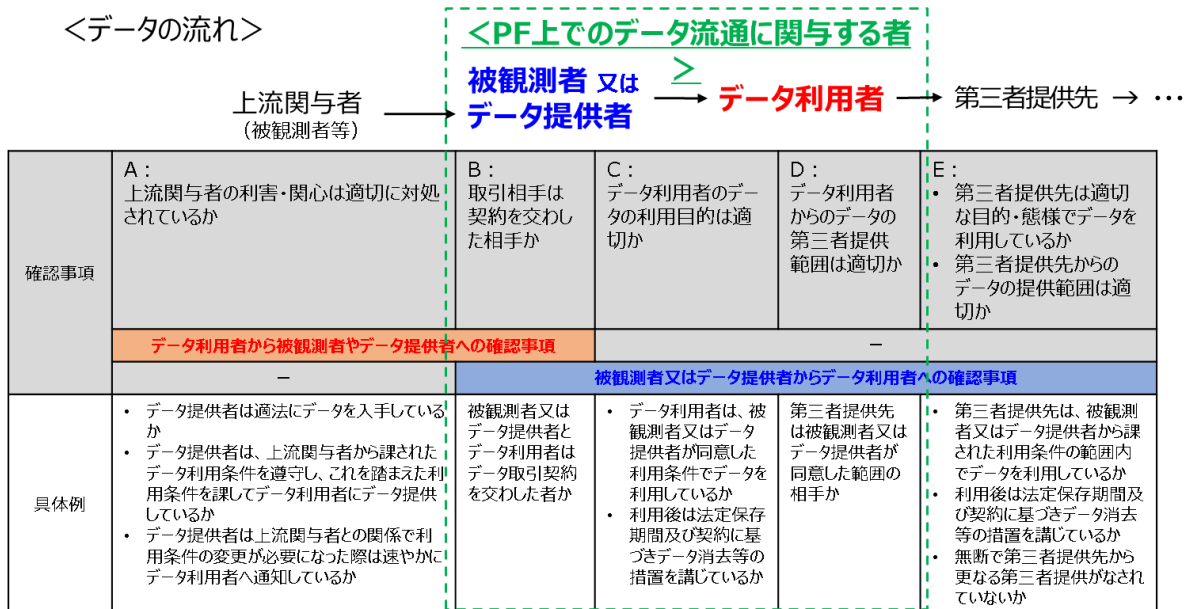 ＜データの流れ＞
＜PF上でのデータ流通に関与する者
＞
上流関与者
（被観測者等）
被観測者 又は
データ提供者
データ利用者
第三者提供先 → …
確認事項
A：
上流関与者の利害・関心は適切に対処
されているか
B：
取引相手は
契約を交わし
た相手か
C：
データ利用者のデー
タの利用目的は適
切か
D：
データ利用者
からのデータの
第三者提供
範囲は適切か
E：
• 第三者提供先は適切
な目的・態様でデータを
利用しているか
• 第三者提供先からの
データの提供範囲は適
切か
データ利用者から被観測者やデータ提供者への確認事項
－
－
被観測者又はデータ提供者からデータ利用者への確認事項
具体例
• データ提供者は適法にデータを入手している
か
• データ提供者は、上流関与者から課された
データ利用条件を遵守し、これを踏まえた利
用条件を課してデータ利用者にデータ提供
しているか
• データ提供者は上流関与者との関係で利
用条件の変更が必要になった際は速やかに
データ利用者へ通知しているか
被観測者又は
データ提供者と
データ利用者は
データ取引契約
を交わした者か
• データ利用者は、被
観測者又はデータ
提供者が同意した
利用条件でデータを
利用しているか
• 利用後は法定保存
期間及び契約に基
づきデータ消去等の
措置を講じているか
第三者提供先
は被観測者又は
データ提供者が
同意した範囲の
相手か
• 第三者提供先は、被観測
者又はデータ提供者から課
された利用条件の範囲内
でデータを利用しているか
• 利用後は法定保存期間及
び契約に基づきデータ消去
等の措置を講じているか
• 無断で第三者提供先から
更なる第三者提供がなされ
ていないか